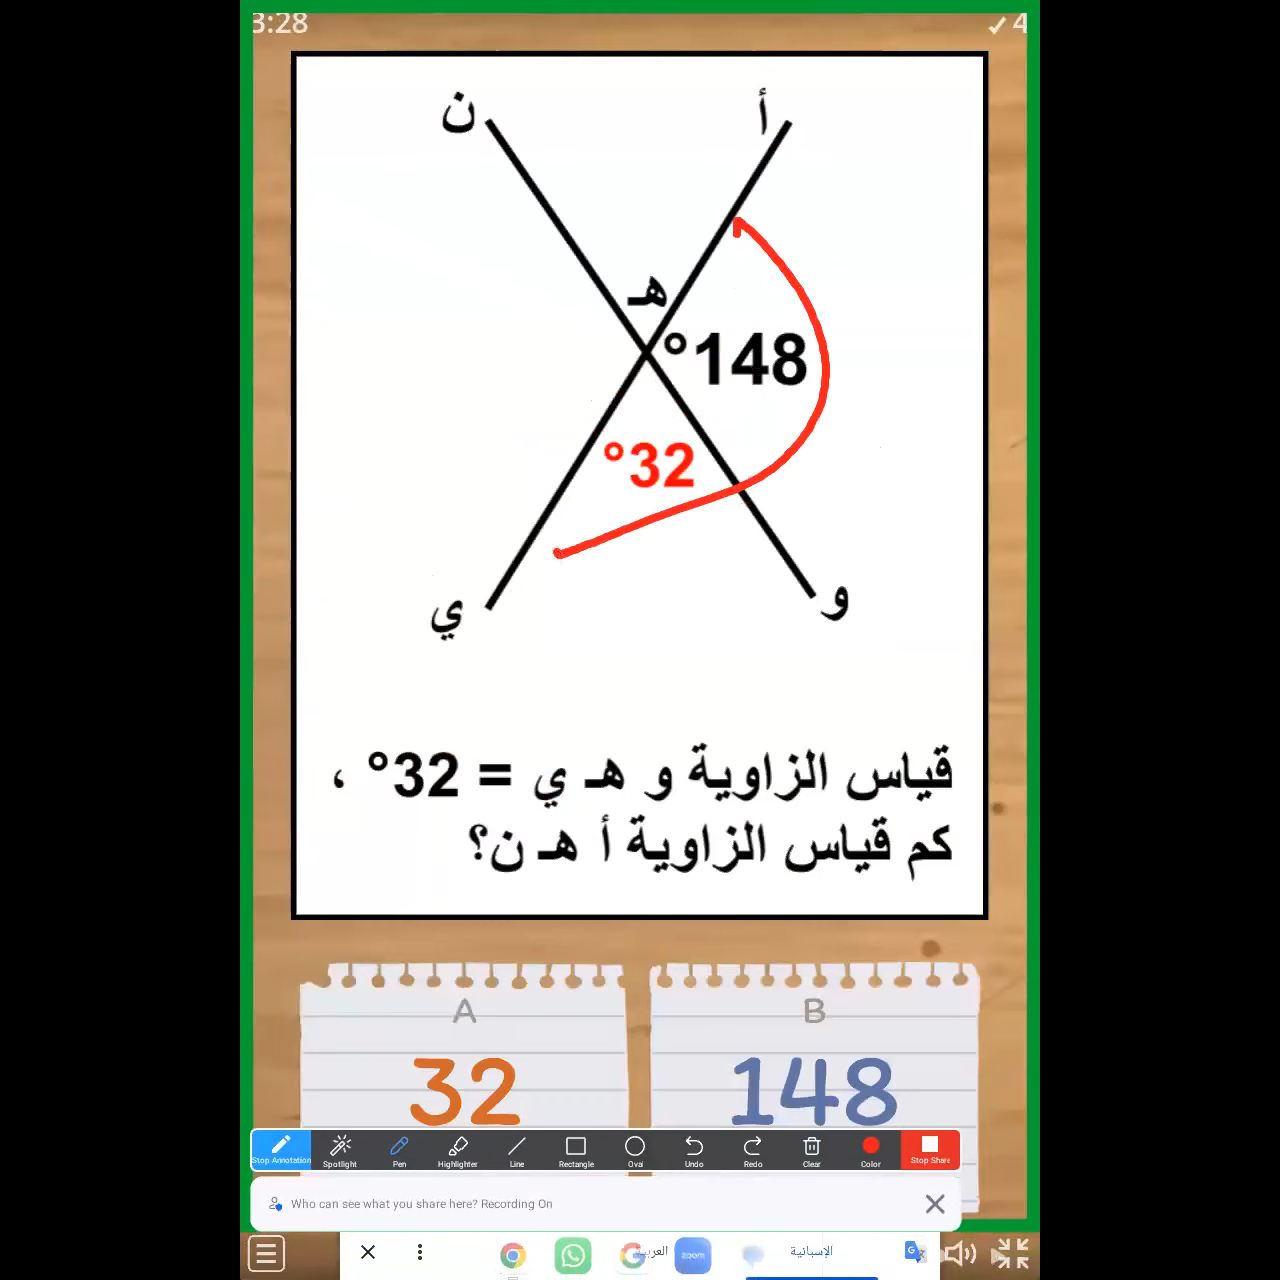 3:28
4
ن
أ
هـ
°148
°32
ي
و
قياس الزاوية و هـ ي = 32° ،
كم قياس الزاوية أ هـ ن؟
A
B
32
148
Stop Annotation Spotlight Pen Highlighter Line Rectangle Oval Undo Redo Clear Color Stop Share
Who can see what you share here? Recording On
العربية
zoom
الإسبانية